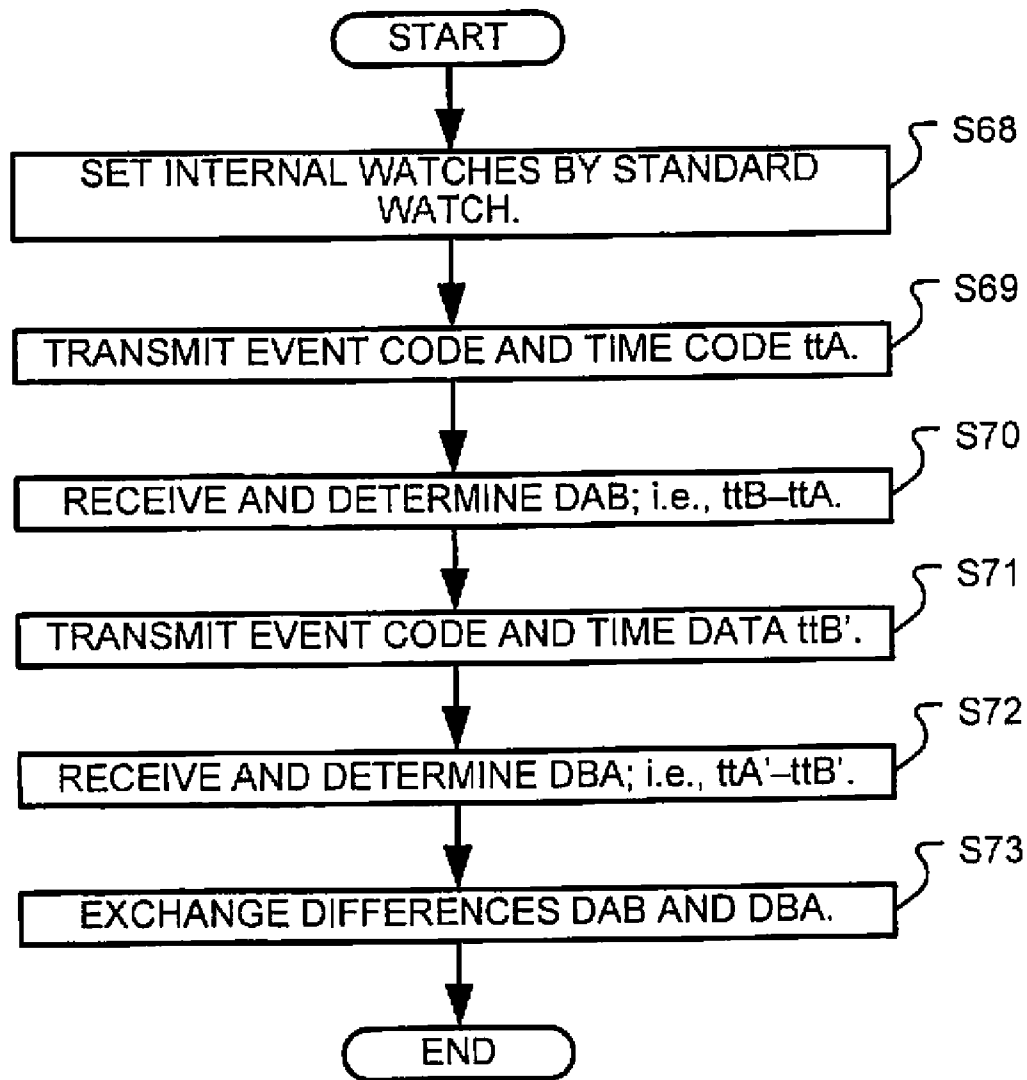 START
S68
SET INTERNAL WATCHES BY STANDARD
WATCH.
S69
TRANSMIT EVENT CODE AND TIME CODE ttA.
S70
RECEIVE AND DETERMINE DAB; i.e., ttB–ttA.
S71
TRANSMIT EVENT CODE AND TIME DATA ttB’.
S72
RECEIVE AND DETERMINE DBA; i.e., ttA’–ttB’.
S73
EXCHANGE DIFFERENCES DAB AND DBA.
END